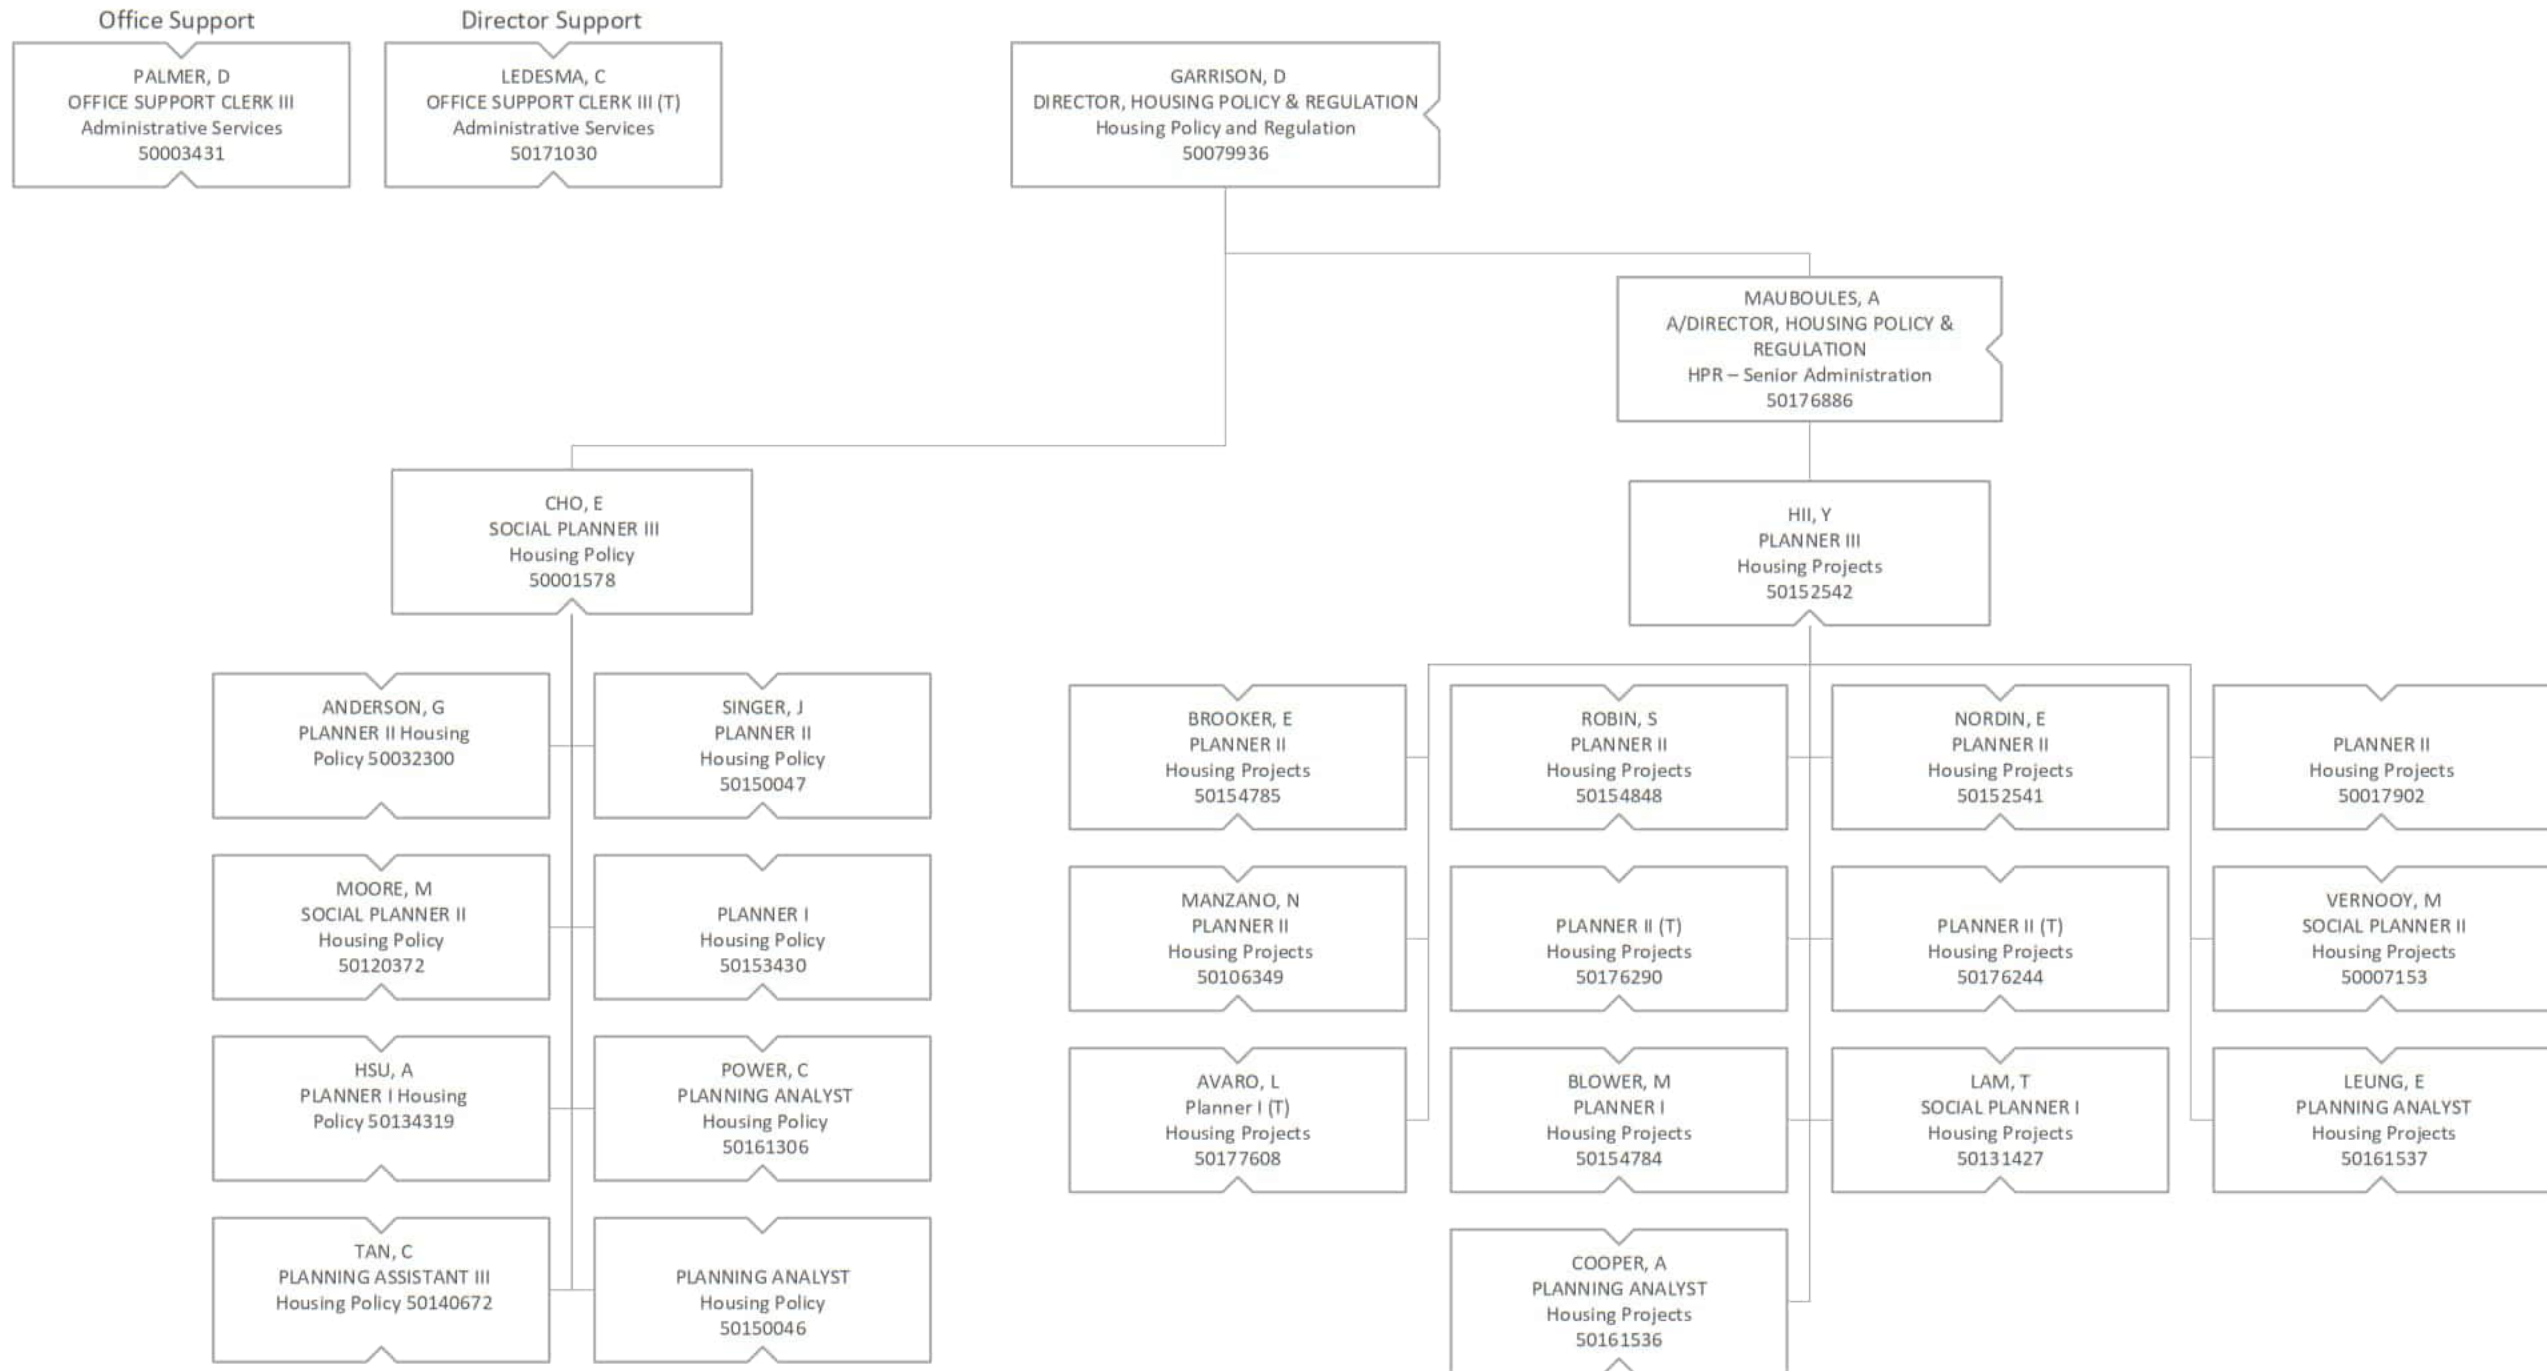 Office Support
PALMER, D
OFFICE SUPPORT CLERK III
Administrative Services
50003431
Director Support
LEDESMA, C
OFFICE SUPPORT CLERK III (T)
Administrative Services
50171030
GARRISON, D
DIRECTOR, HOUSING POLICY & REGULATION
Housing Policy and Regulation
50079936
MAUBOULES, A
A/DIRECTOR, HOUSING POLICY &
REGULATION
HPR – Senior Administration
50176886
CHO, E
SOCIAL PLANNER III
Housing Policy
50001578
HII, Y
PLANNER III
Housing Projects
50152542
ANDERSON, G
PLANNER II Housing
Policy 50032300
SINGER, J
PLANNER II
Housing Policy
50150047
MOORE, M
SOCIAL PLANNER II
Housing Policy
50120372
PLANNER I
Housing Policy
50153430
HSU, A
PLANNER I Housing
Policy 50134319
POWER, C
PLANNING ANALYST
Housing Policy
50161306
TAN, C
PLANNING ASSISTANT III
Housing Policy 50140672
PLANNING ANALYST
Housing Policy
50150046
BROOKER, E
PLANNER II
Housing Projects
50154785
ROBIN, S
PLANNER II
Housing Projects
50154848
NORDIN, E
PLANNER II
Housing Projects
50152541
PLANNER II
Housing Projects
50017902
MANZANO, N
PLANNER II
Housing Projects
50106349
PLANNER II (T)
Housing Projects
50176290
PLANNER II (T)
Housing Projects
50176244
VERNOOY, M
SOCIAL PLANNER II
Housing Projects
50007153
AVARO, L
Planner I (T)
Housing Projects
50177608
BLOWER, M
PLANNER I
Housing Projects
50154784
LAM, T
SOCIAL PLANNER I
Housing Projects
50131427
LEUNG, E
PLANNING ANALYST
Housing Projects
50161537
COOPER, A
PLANNING ANALYST
Housing Projects
50161536